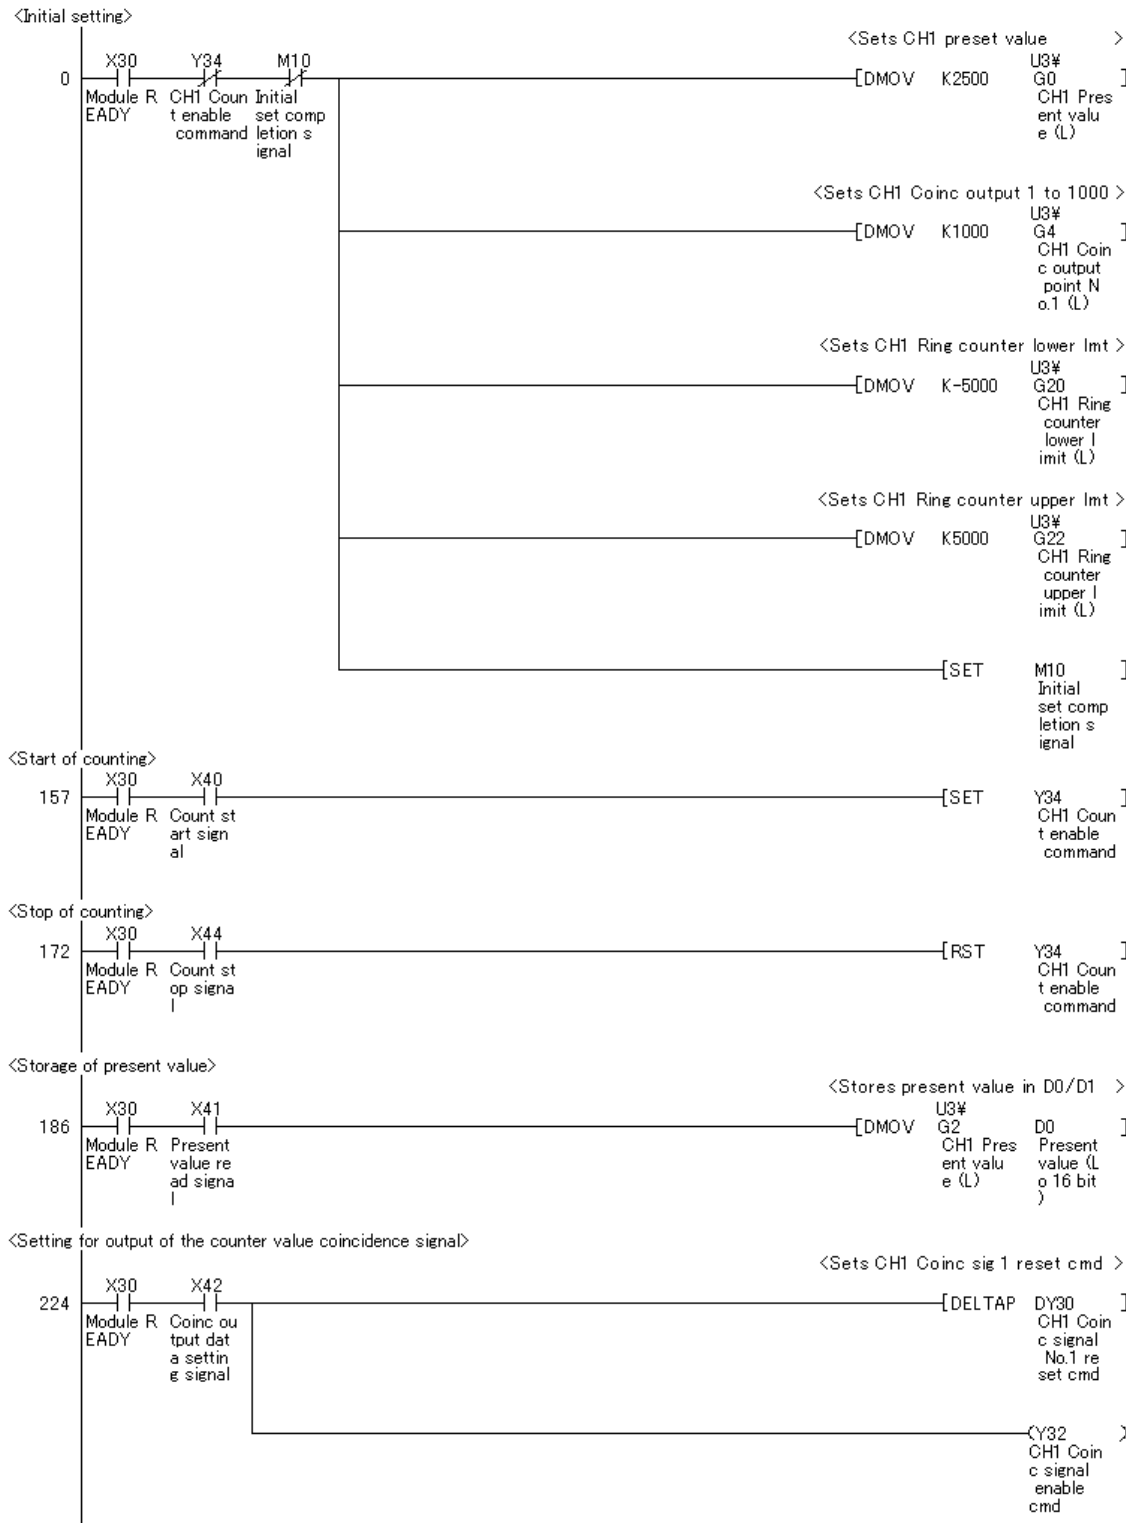 <Initial setting>
<Sets CH1 preset value >
X30 Y34 M10 U3¥
0 [DMOV K2500 G0 ]
Module R CH1 Coun Initial CH1 Pres
EADY t enable set comp ent valu
command letion s e (L)
ignal
<Sets CH1 Coinc output 1 to 1000 >
U3¥
[DMOV K1000 G4 ]
CH1 Coin
c output
point N
o.1 (L)
<Sets CH1 Ring counter lower lmt >
U3¥
[DMOV K-5000 G20 ]
CH1 Ring
counter
lower l
imit (L)
<Sets CH1 Ring counter upper lmt >
U3¥
[DMOV K5000 G22 ]
CH1 Ring
counter
upper l
imit (L)
[SET M10 ]
Initial
set comp
letion s
ignal
<Start of counting>
X30 X40
157 [SET Y34 ]
Module R Count st CH1 Coun
EADY art sign t enable
al command
<Stop of counting>
X30 X44
172 [RST Y34 ]
Module R Count st CH1 Coun
EADY op signa t enable
l command
<Storage of present value>
<Stores present value in D0/D1 >
X30 X41 U3¥
186 [DMOV G2 D0 ]
Module R Present CH1 Pres Present
EADY value re ent valu value (L
ad signa e (L) o 16 bit
l )
<Setting for output of the counter value coincidence signal>
<Sets CH1 Coinc sig 1 reset cmd >
X30 X42
224 [DELTAP DY30 ]
Module R Coinc ou CH1 Coin
EADY tput dat c signal
a settin No.1 re
g signal set cmd
(Y32 )
CH1 Coin
c signal
enable
cmd